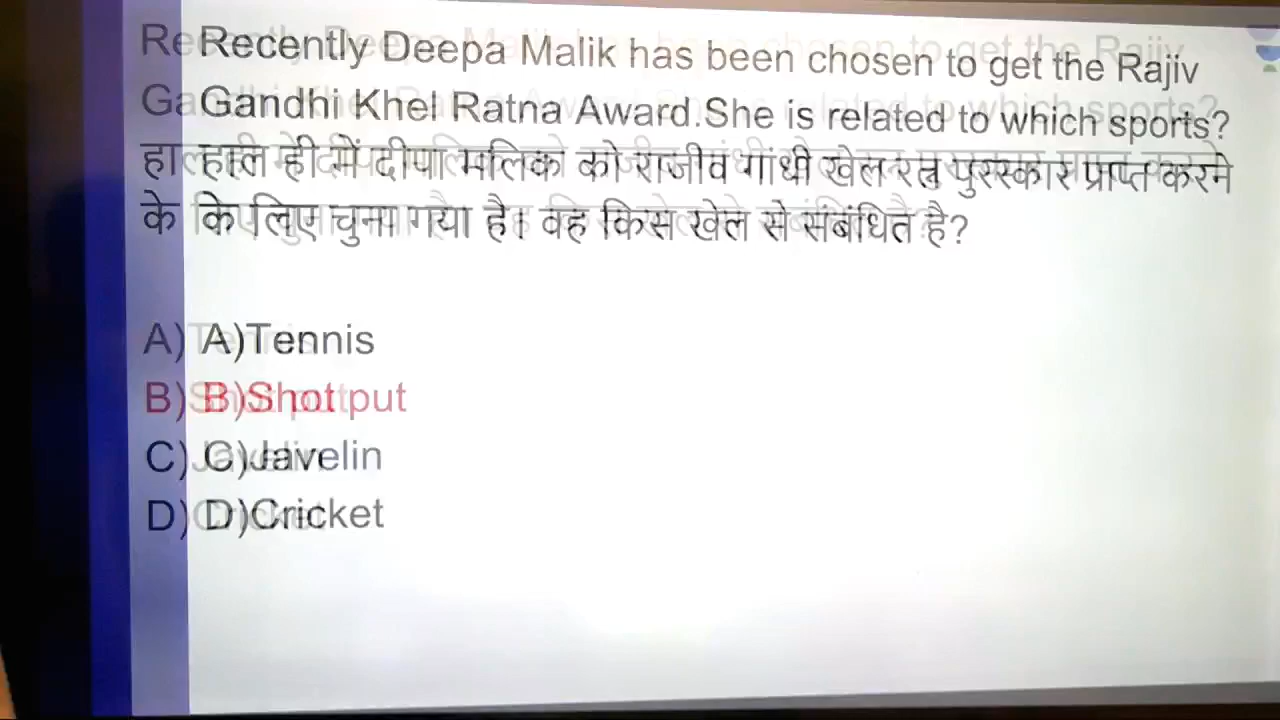 Recently Deepa Malik has been chosen to get the Rajiv
Gandhi Khel Ratna Award.She is related to which sports?
हाल ही में दीपा मलिक को राजीव गांधी खेल रत्न पुरस्कार प्राप्त करने
के लिए चुना गया है। वह किस खेल से संबंधित है?
A)Tennis
B)Shot put
C)Javelin
D)Cricket